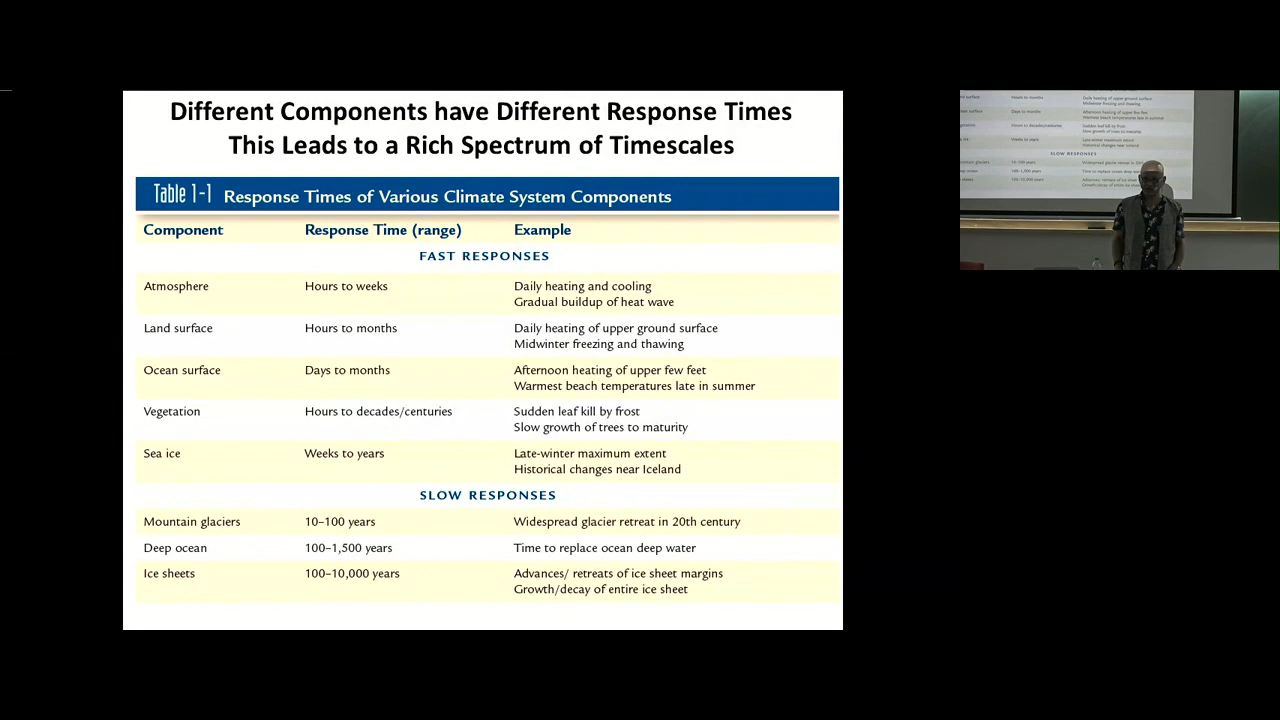 Different Components have Different Response Times
This Leads to a Rich Spectrum of Timescales
Table 1-1 Response Times of Various Climate System Components
Component Response Time (range) Example
FAST RESPONSES
Atmosphere Hours to weeks Daily heating and cooling
Gradual buildup of heat wave
Land surface Hours to months Daily heating of upper ground surface
Midwinter freezing and thawing
Ocean surface Days to months Afternoon heating of upper few feet
Warmest beach temperatures late in summer
Vegetation Hours to decades/centuries Sudden leaf kill by frost
Slow growth of trees to maturity
Sea ice Weeks to years Late-winter maximum extent
Historical changes near Iceland
SLOW RESPONSES
Mountain glaciers 10–100 years Widespread glacier retreat in 20th century
Deep ocean 100–1,500 years Time to replace ocean deep water
Ice sheets 100–10,000 years Advances/ retreats of ice sheet margins
Growth/decay of entire ice sheet